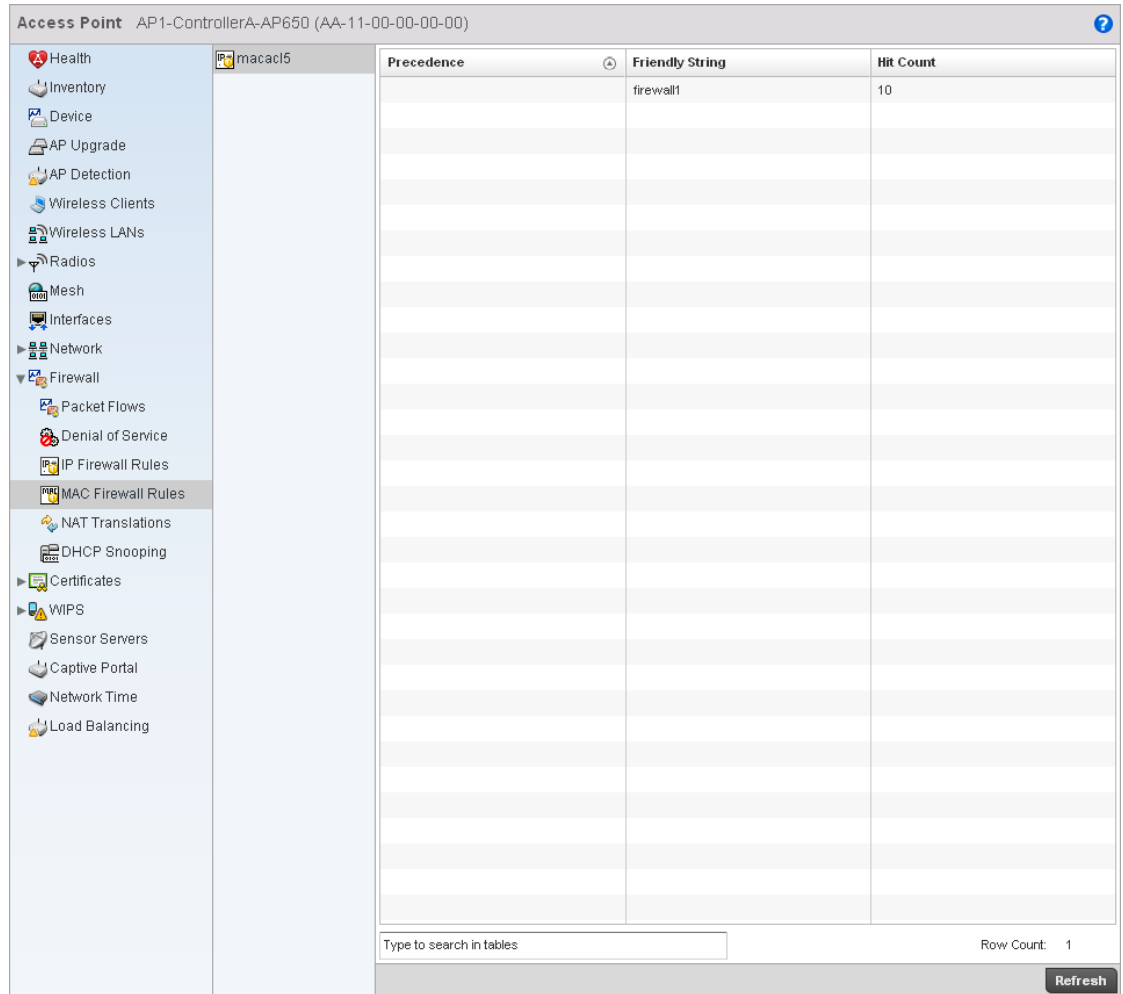 Access Point AP1-ControllerA-AP650 (AA-11-00-00-00-00)
Health
Inventory
Device
AP Upgrade
AP Detection
Wireless Clients
Wireless LANs
Radios
Mesh
Interfaces
Network
Firewall
Packet Flows
Denial of Service
IP Firewall Rules
MAC Firewall Rules
NAT Translations
DHCP Snooping
Certificates
WIPS
Sensor Servers
Captive Portal
Network Time
Load Balancing
macacl5
Precedence Friendly String Hit Count
firewall1 10
Type to search in tables Row Count: 1
Refresh